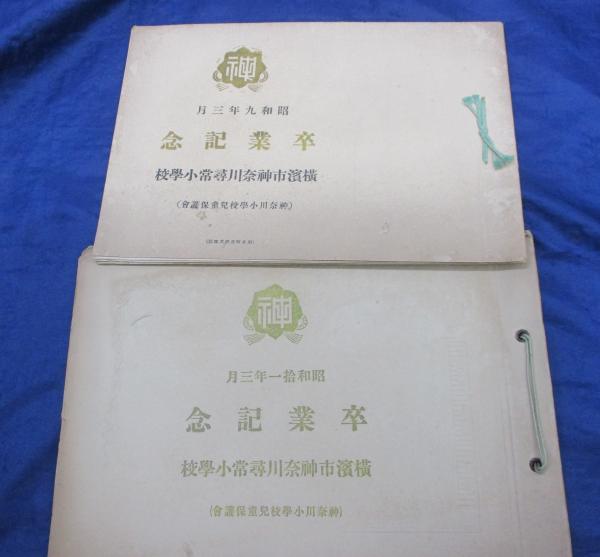 神
昭和九年三月
卒業記念
横濱市神奈川尋常小學校
(神奈川小學校兒童保護會)
神
昭和拾一年三月
卒業記念
横濱市神奈川尋常小學校
(神奈川小學校兒童保護會)